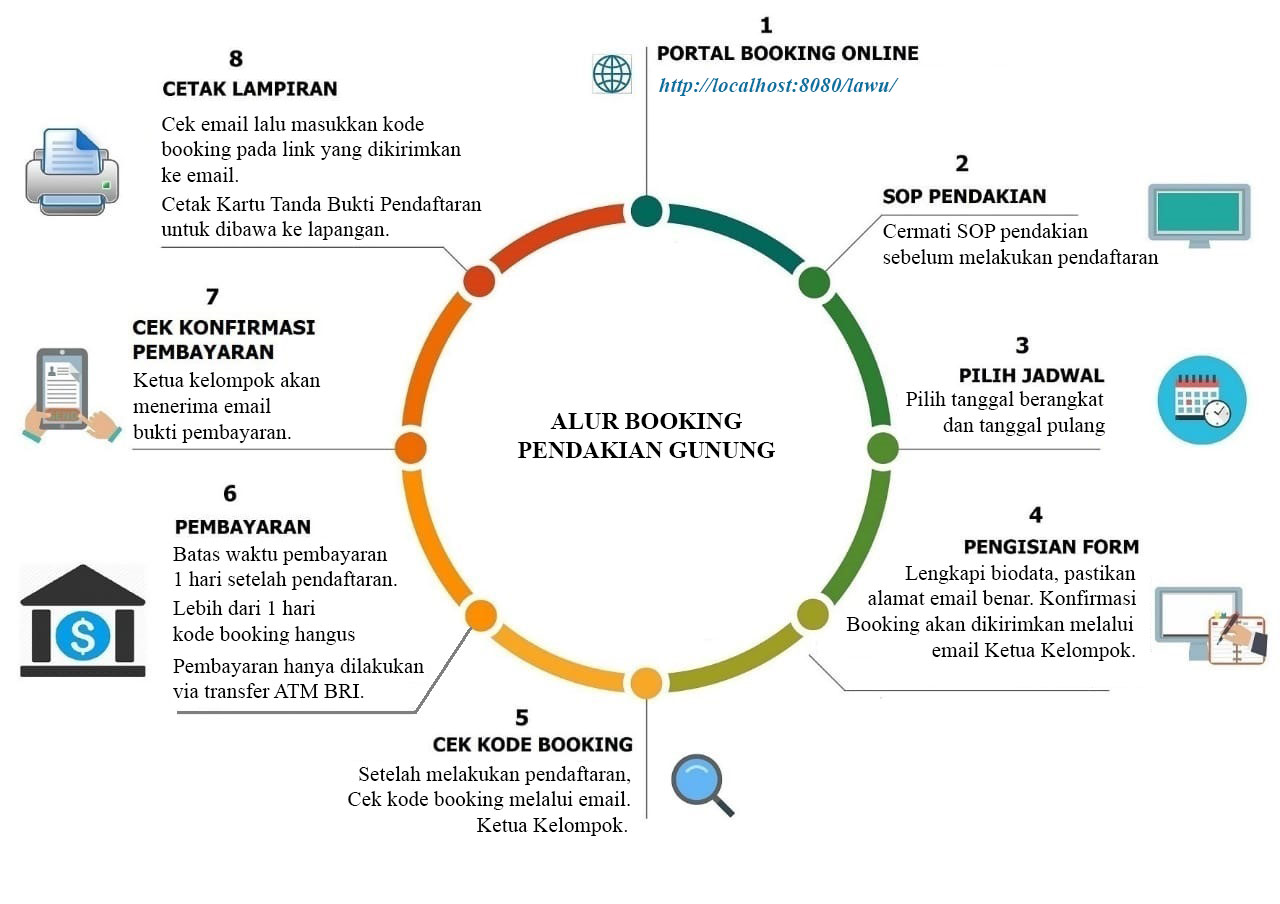 1
PORTAL BOOKING ONLINE
http://localhost:8080/lawu/
2
SOP PENDAKIAN
Cermati SOP pendakian
sebelum melakukan pendaftaran
3
PILIH JADWAL
Pilih tanggal berangkat
dan tanggal pulang
4
PENGISIAN FORM
Lengkapi biodata, pastikan
alamat email benar. Konfirmasi
Booking akan dikirimkan melalui
email Ketua Kelompok.
5
CEK KODE BOOKING
Setelah melakukan pendaftaran,
Cek kode booking melalui email.
Ketua Kelompok.
6
PEMBAYARAN
Batas waktu pembayaran
1 hari setelah pendaftaran.
Lebih dari 1 hari
kode booking hangus
Pembayaran hanya dilakukan
via transfer ATM BRI.
7
CEK KONFIRMASI
PEMBAYARAN
Ketua kelompok akan
menerima email
bukti pembayaran.
8
CETAK LAMPIRAN
Cek email lalu masukkan kode
booking pada link yang dikirimkan
ke email.
Cetak Kartu Tanda Bukti Pendaftaran
untuk dibawa ke lapangan.
ALUR BOOKING
PENDAKIAN GUNUNG
$